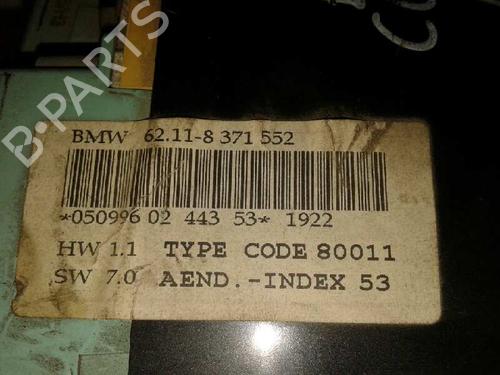 B-PARTS
BMW 62.11-8 371 552
*050996 02 443 53* 1922
HW 1.1 TYPE CODE 80011
SW 7.0 AEND.-INDEX 53